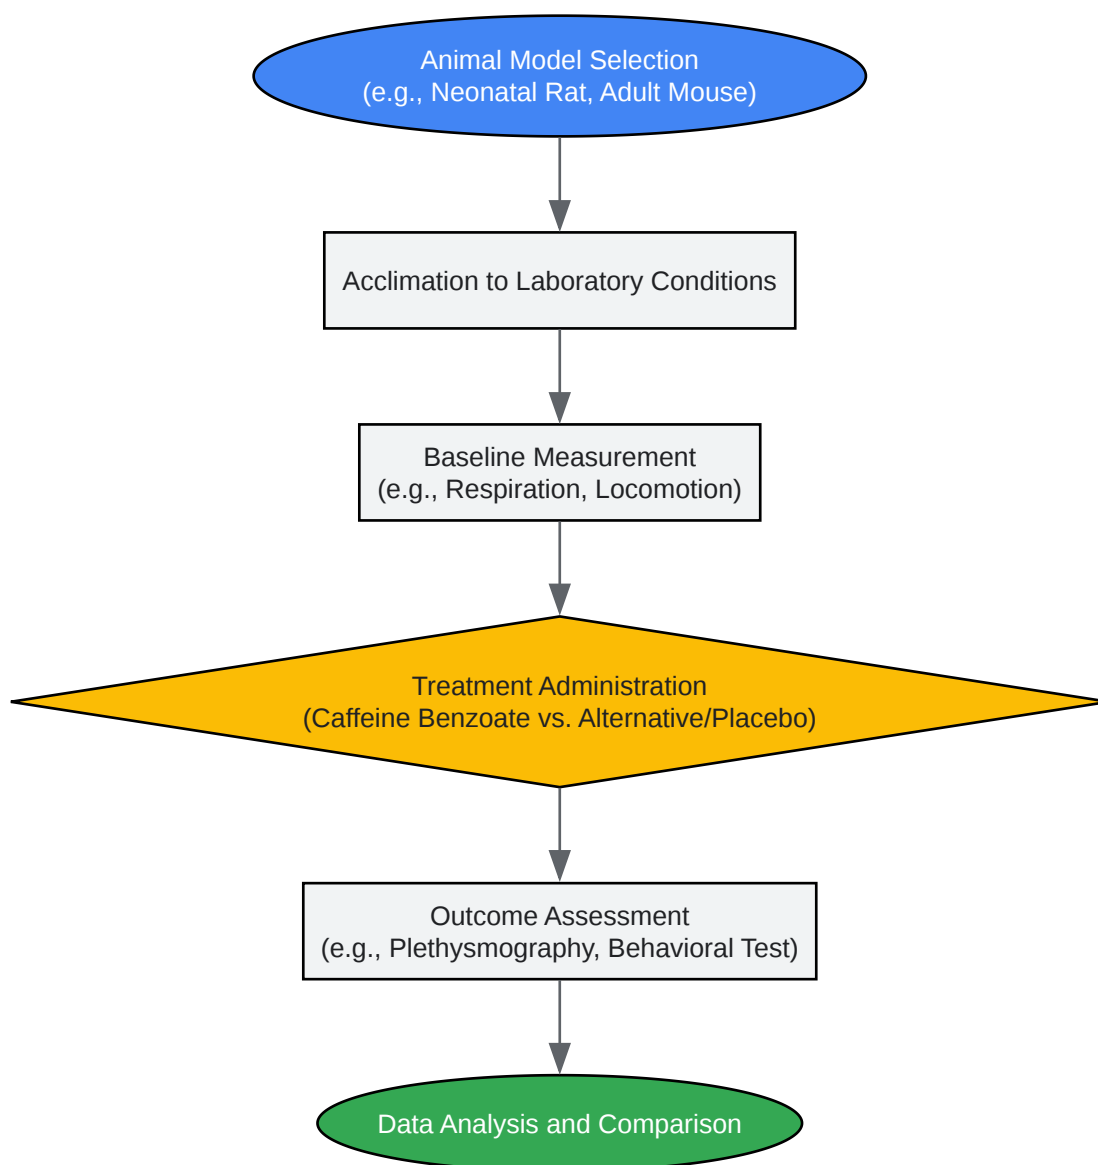 Animal Model Selection
(e.g., Neonatal Rat, Adult Mouse)
Acclimation to Laboratory Conditions
Baseline Measurement
(e.g., Respiration, Locomotion)
Treatment Administration
(Caffeine Benzoate vs. Alternative/Placebo)
Outcome Assessment
(e.g., Plethysmography, Behavioral Test)
Data Analysis and Comparison